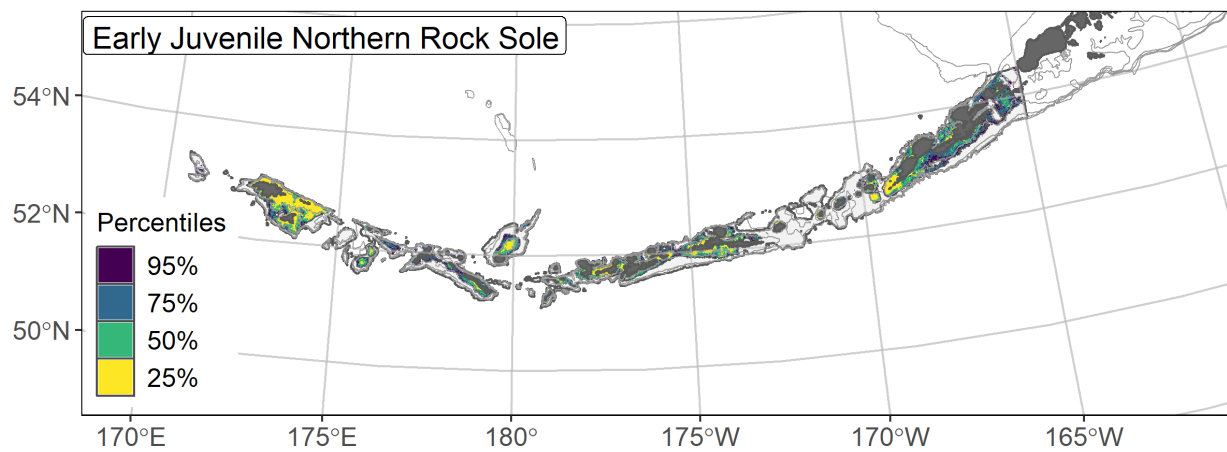 Early Juvenile Northern Rock Sole
54°N
52°N
50°N
Percentiles
95%
75%
50%
25%
170°E
175°E
180°
175°W
170°W
165°W